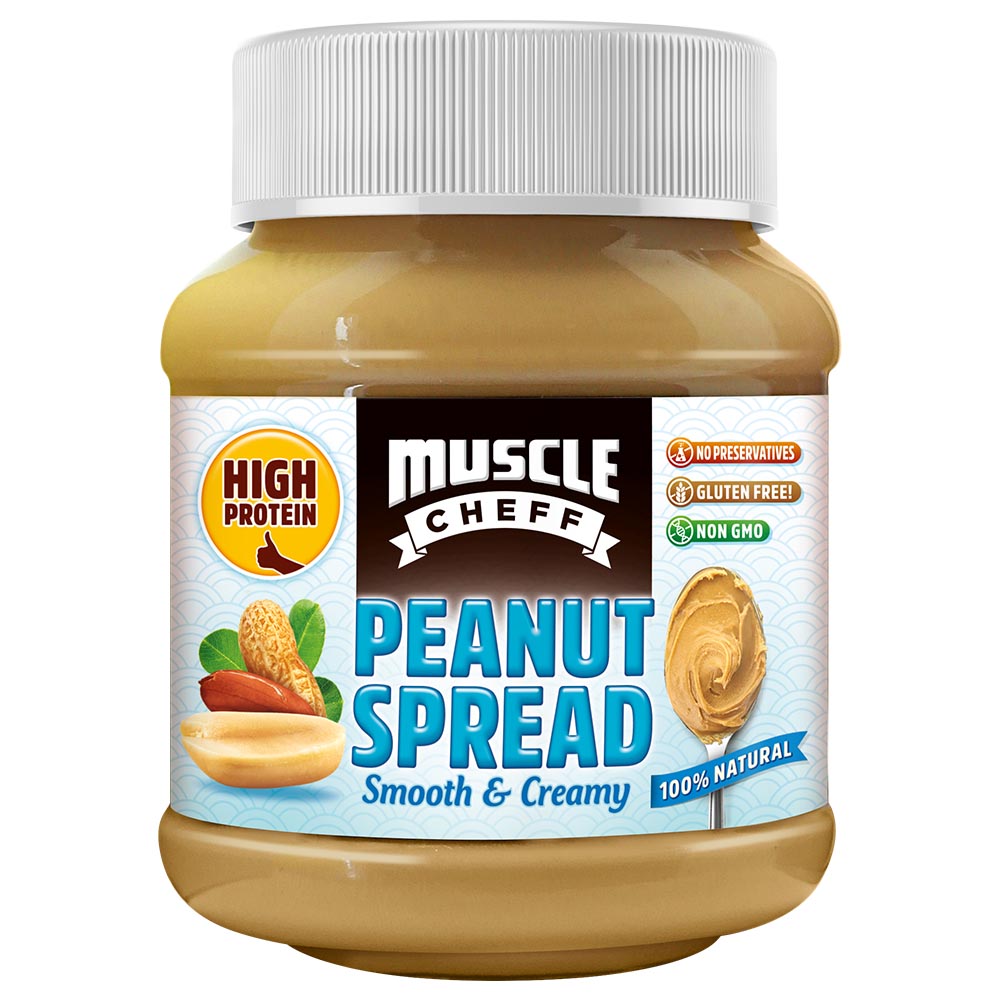 MUSCLE
CHEFF
HIGH
PROTEIN
NO PRESERVATIVES
GLUTEN FREE!
NON GMO
PEANUT
SPREAD
Smooth & Creamy
100% NATURAL